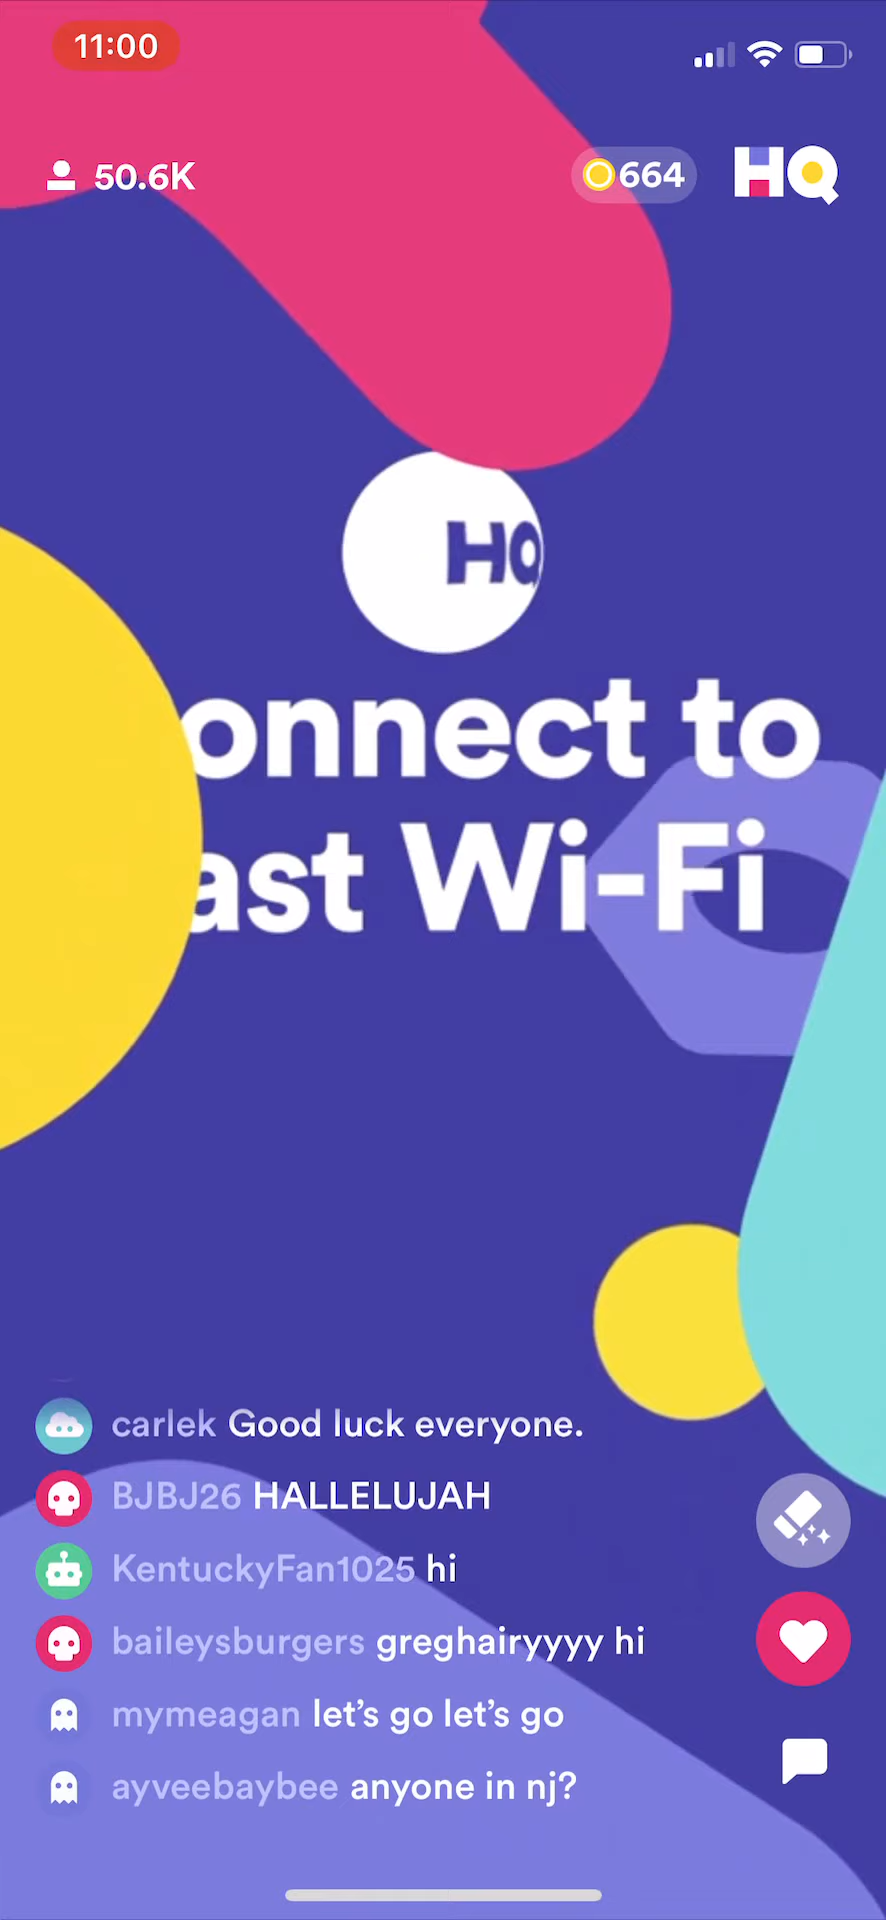 11:00
50.6K
664
HQ
HQ
onnect to
ast Wi-Fi
carlek Good luck everyone.
BJBJ26 HALLELUJAH
KentuckyFan1025 hi
baileysburgers greghairyyyy hi
mymeagan let’s go let’s go
ayveebaybee anyone in nj?